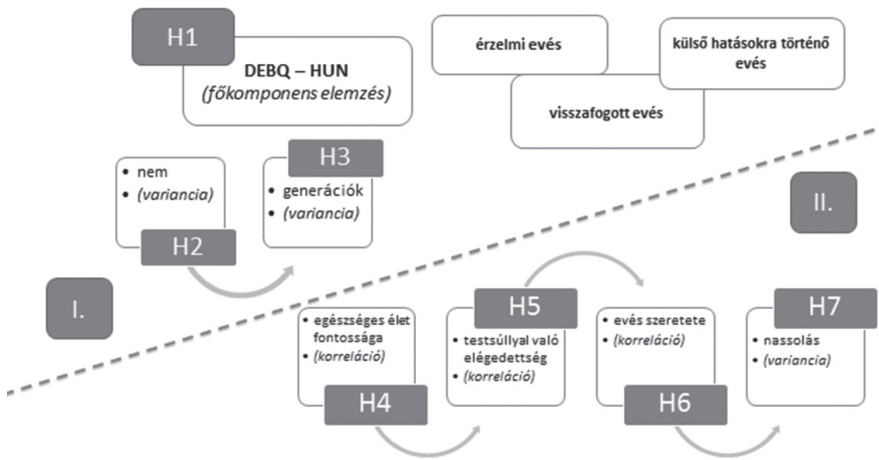 H1
DEBQ – HUN
(főkomponens elemzés)
érzelmi evés
külső hatásokra történő
evés
visszafogott evés
• nem
• (variancia)
H2
H3
• generációk
• (variancia)
I.
II.
• egészséges élet
fontossága
• (korreláció)
H4
H5
• testsúllyal való
elégedettség
• (korreláció)
• evés szeretete
• (korreláció)
H6
H7
• nassolás
• (variancia)